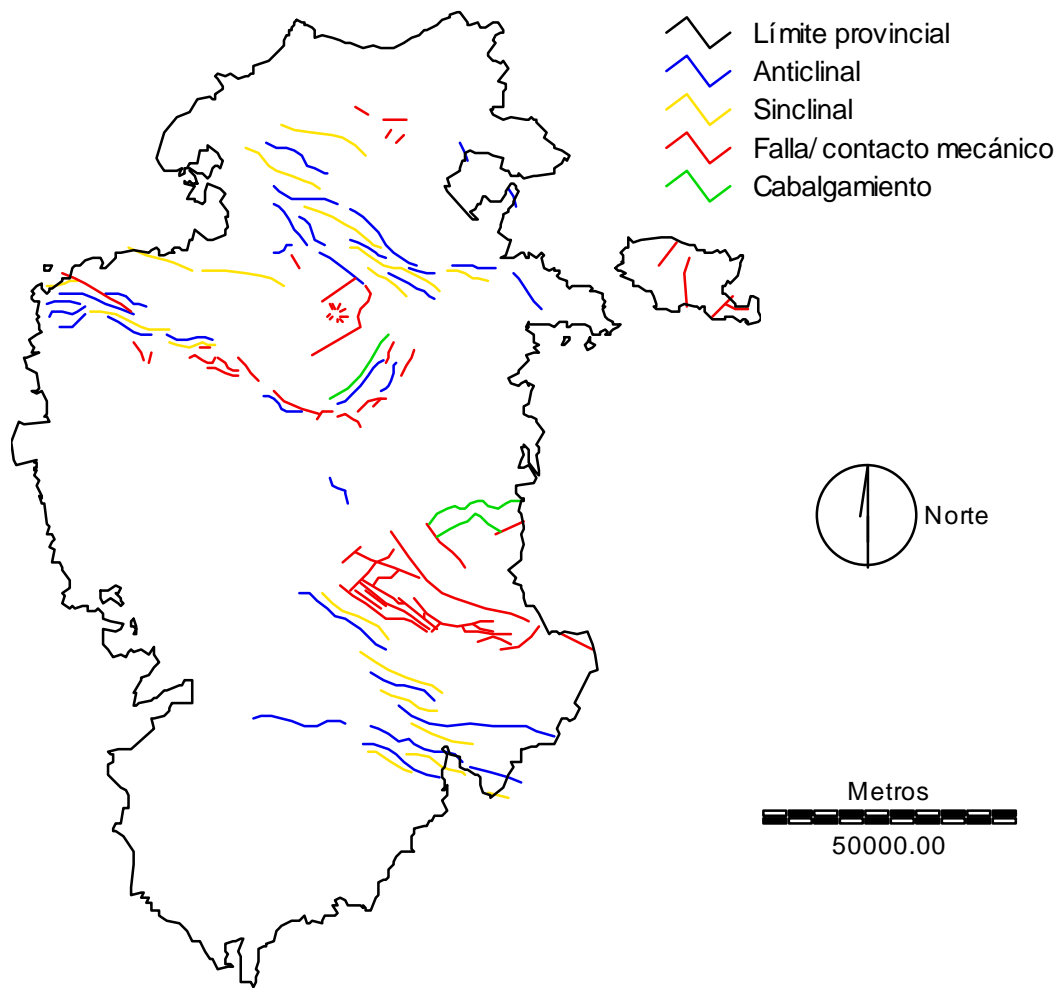 Límite provincial
Anticlinal
Sinclinal
Falla/ contacto mecánico
Cabalgamiento
Norte
Metros
50000.00